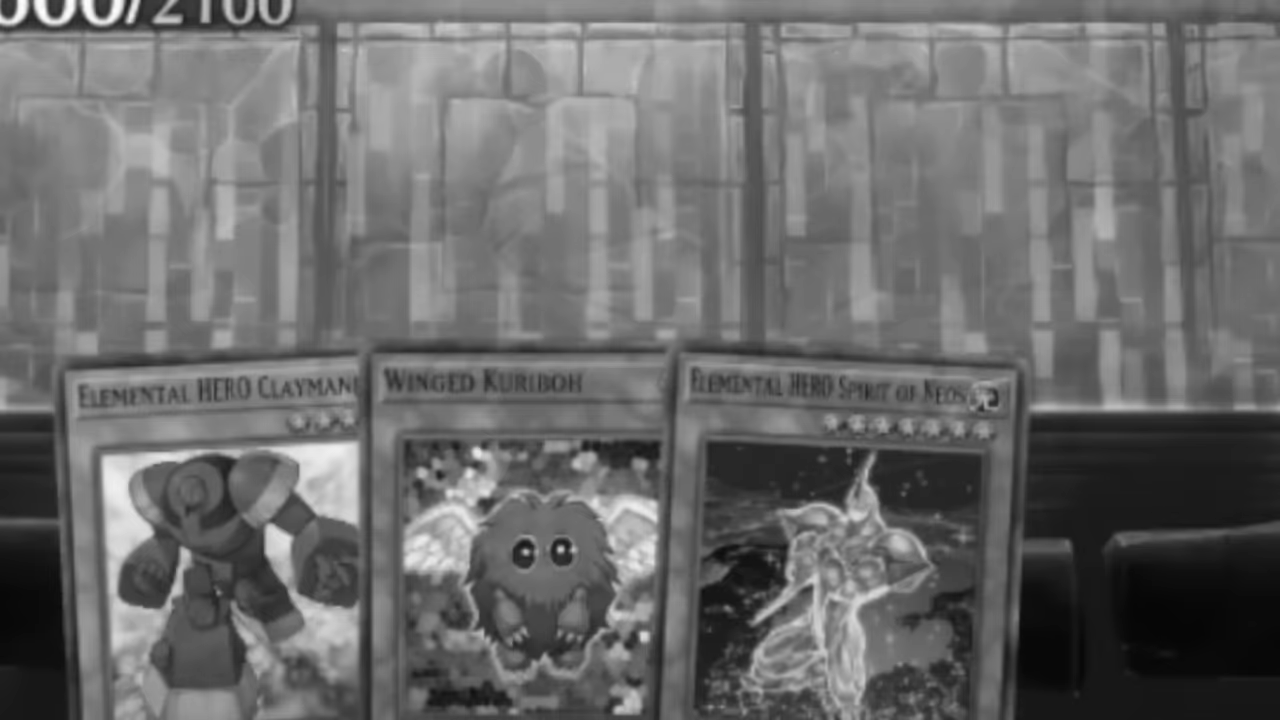 000/2100
ELEMENTAL HERO CLAYMAN
WINGED KURIBOH
ELEMENTAL HERO SPIRIT OF NEOS